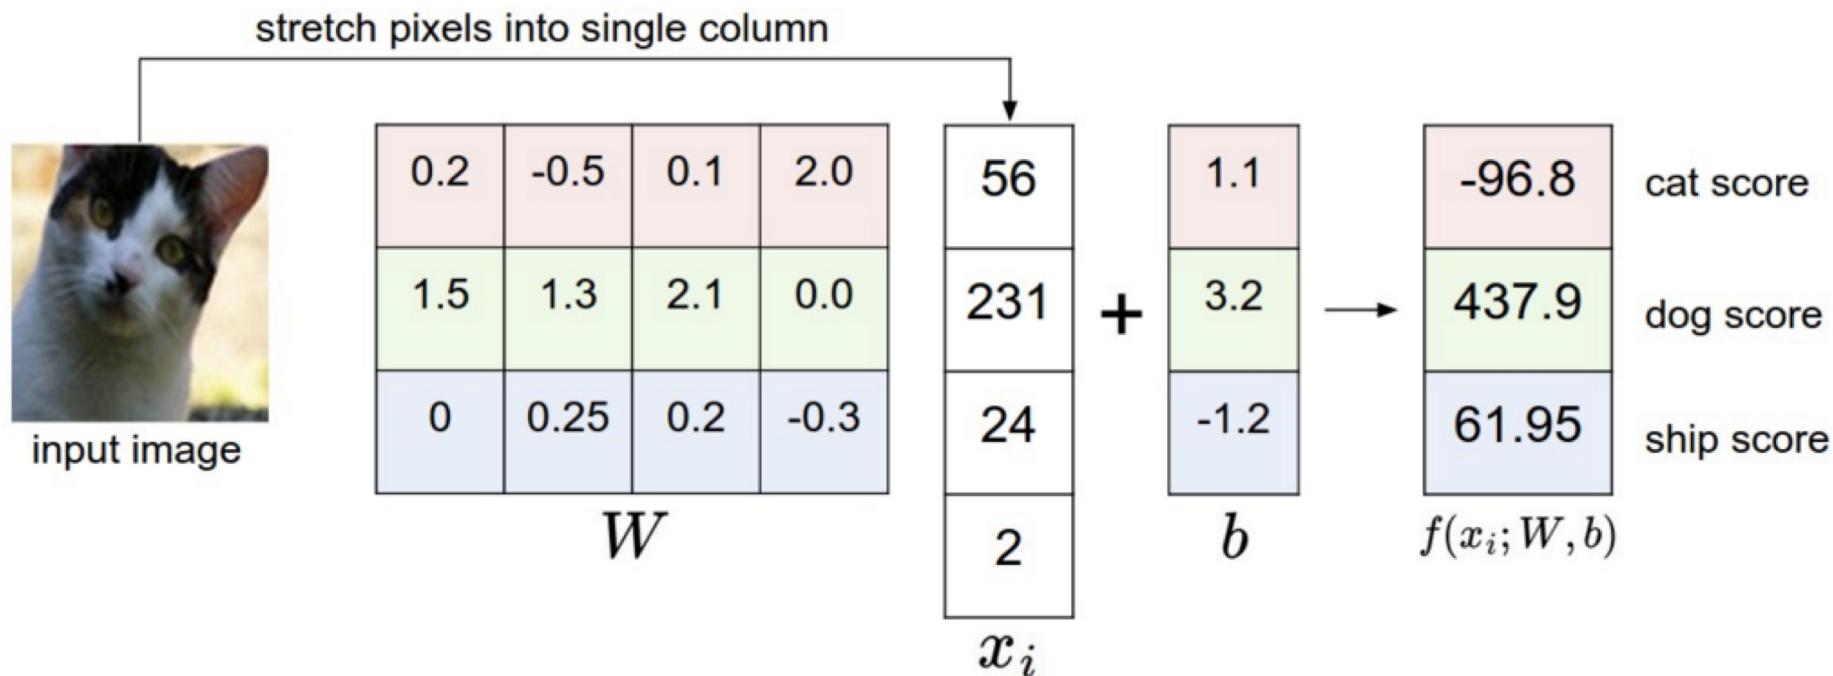 stretch pixels into single column
0.2 -0.5 0.1 2.0 56 1.1 -96.8 cat score
1.5 1.3 2.1 0.0 231 + 3.2 → 437.9 dog score
0 0.25 0.2 -0.3 24 -1.2 61.95 ship score
input image
2
W b f(x_i; W, b)
x_i